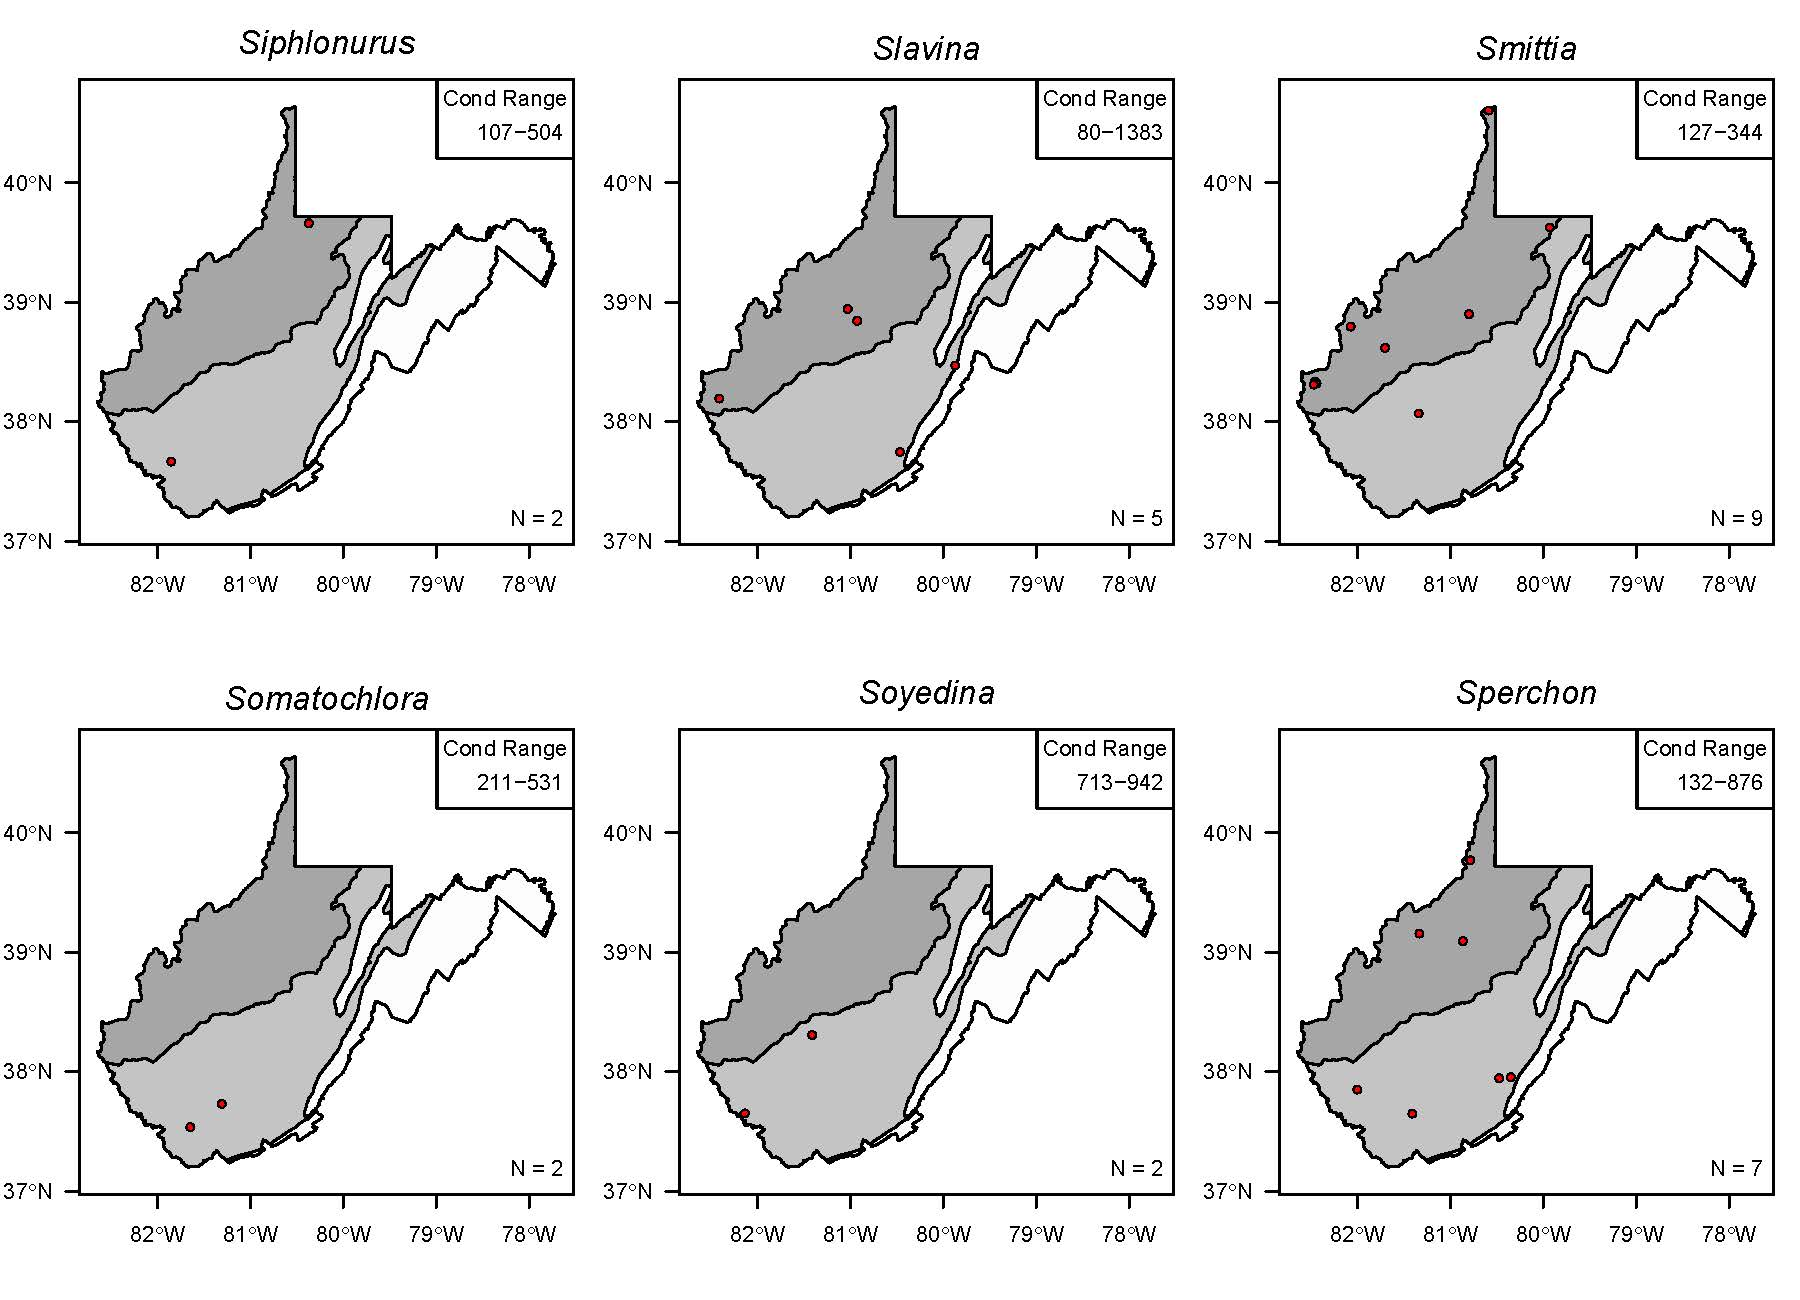 Siphlonurus
Cond Range
107−504
40°N
39°N
38°N
37°N
N = 2
82°W 81°W 80°W 79°W 78°W
Slavina
Cond Range
80−1383
40°N
39°N
38°N
37°N
N = 5
82°W 81°W 80°W 79°W 78°W
Smittia
Cond Range
127−344
40°N
39°N
38°N
37°N
N = 9
82°W 81°W 80°W 79°W 78°W
Somatochlora
Cond Range
211−531
40°N
39°N
38°N
37°N
N = 2
82°W 81°W 80°W 79°W 78°W
Soyedina
Cond Range
713−942
40°N
39°N
38°N
37°N
N = 2
82°W 81°W 80°W 79°W 78°W
Sperchon
Cond Range
132−876
40°N
39°N
38°N
37°N
N = 7
82°W 81°W 80°W 79°W 78°W